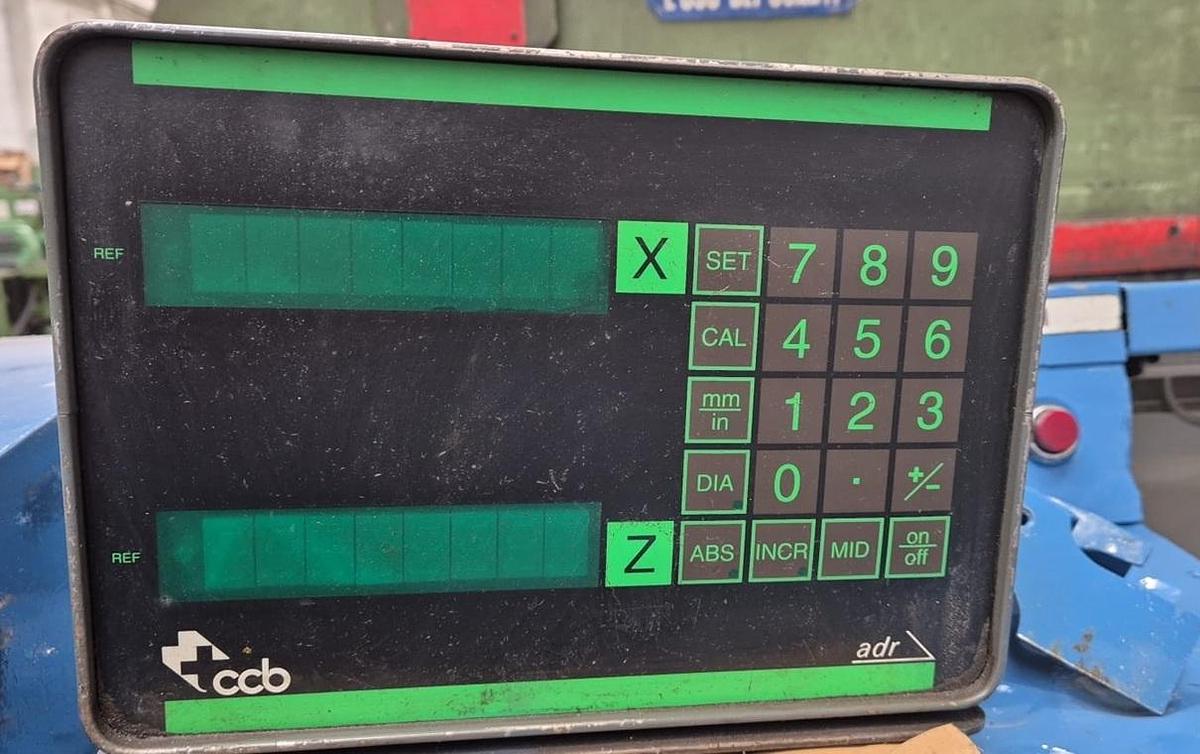 REF
X SET 7 8 9
CAL 4 5 6
mm
in
1 2 3
DIA 0 . +/-
REF
Z ABS INCR MID
on
off
ccb
adr